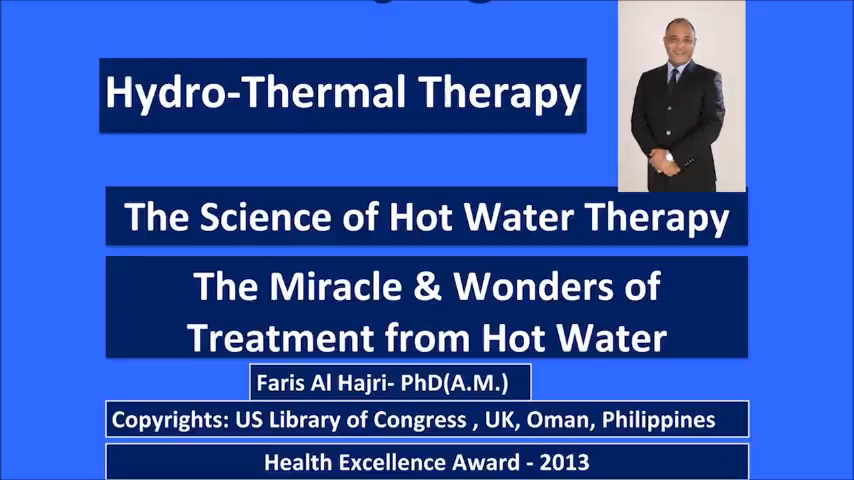 Hydro-Thermal Therapy
The Science of Hot Water Therapy
The Miracle & Wonders of
Treatment from Hot Water
Faris Al Hajri- PhD(A.M.)
Copyrights: US Library of Congress , UK, Oman, Philippines
Health Excellence Award - 2013